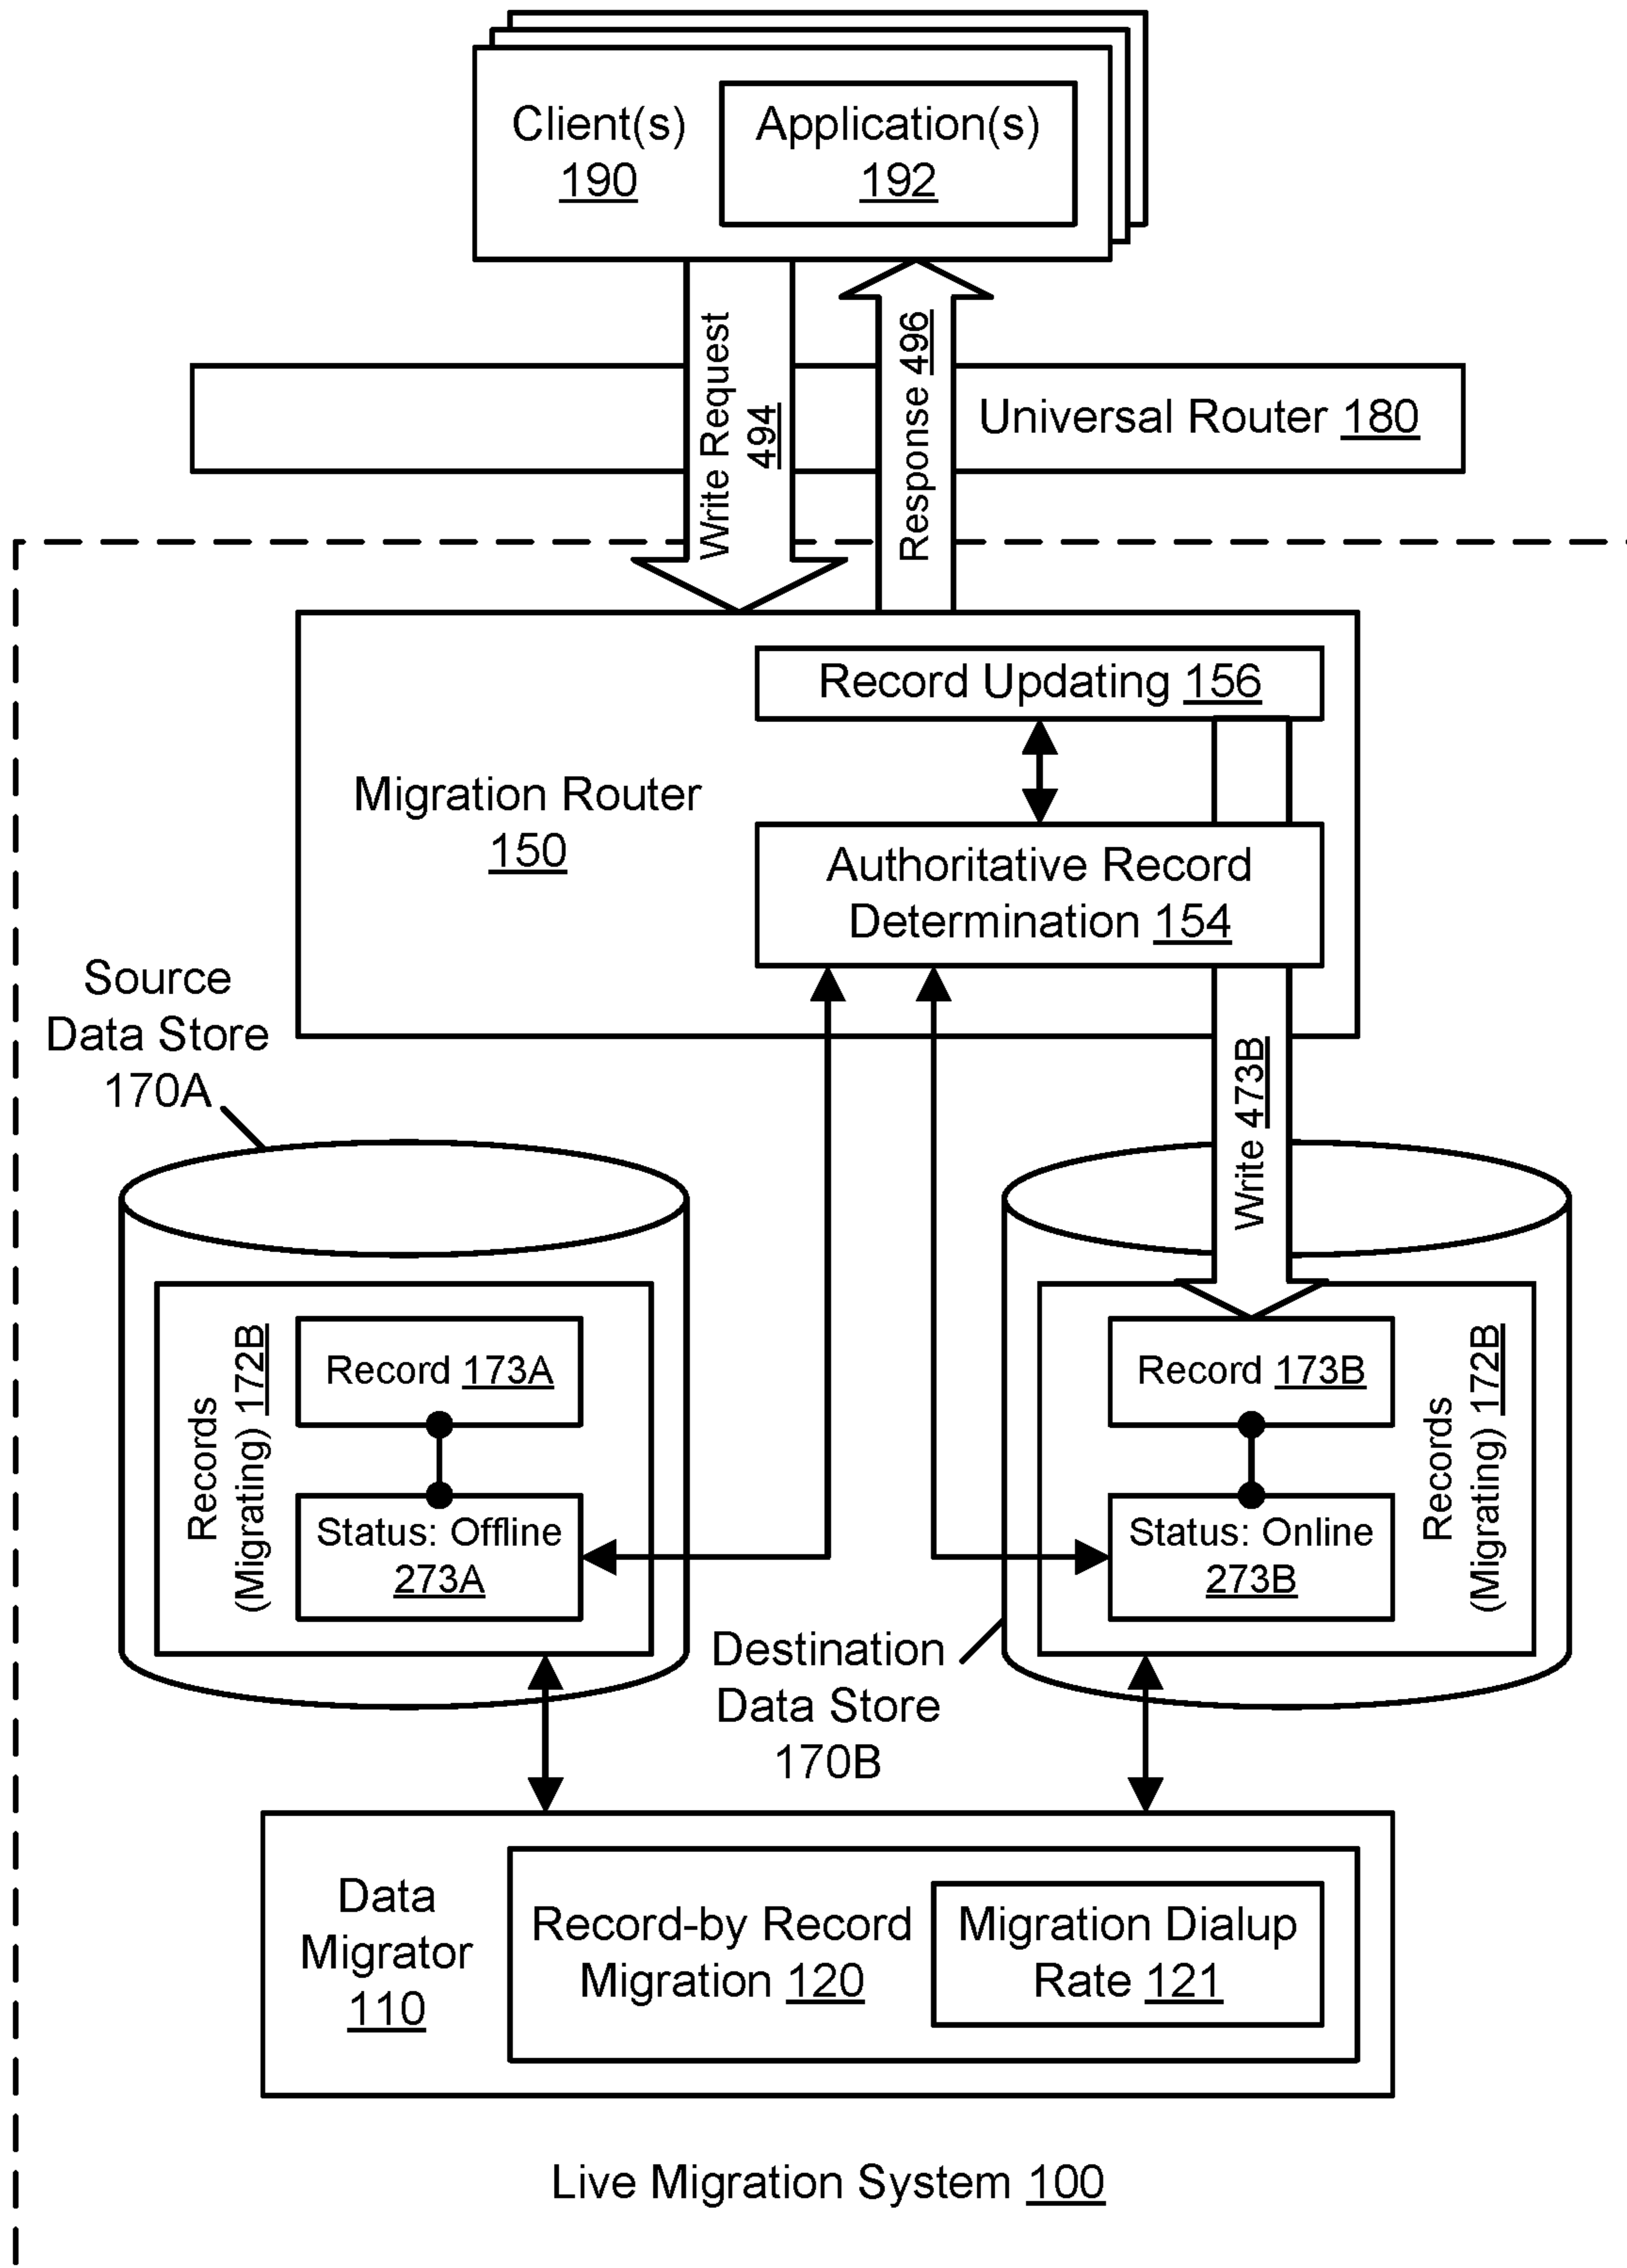 Client(s)
190
Application(s)
192
Write Request
494
Response 496
Universal Router 180
Record Updating 156
Migration Router
150
Authoritative Record
Determination 154
Source
Data Store
170A
Write 473B
Records
(Migrating) 172B
Record 173A
Status: Offline
273A
Record 173B
Status: Online
273B
Records
(Migrating) 172B
Destination
Data Store
170B
Data
Migrator
110
Record-by Record
Migration 120
Migration Dialup
Rate 121
Live Migration System 100